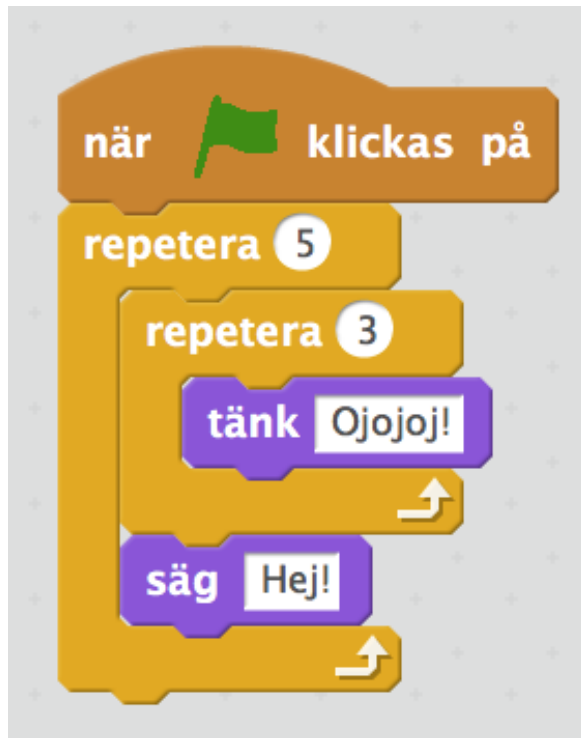 när klickas på
repetera 5
repetera 3
tänk Ojojoj!
säg Hej!